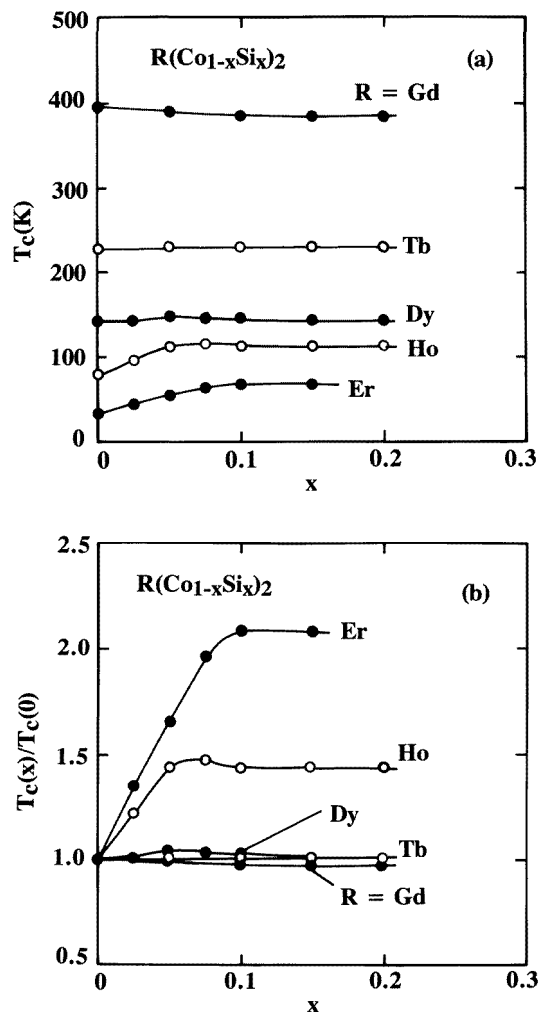 500
R(Co1-xSix)2
(a)
R = Gd
400
300
Tc(K)
Tb
200
Dy
Ho
100
Er
0
0
0.1
0.2
0.3
x
2.5
R(Co1-xSix)2
(b)
Er
2.0
Tc(x)/Tc(0)
Ho
1.5
Dy
Tb
1.0
R = Gd
0.5
0
0.1
0.2
0.3
x